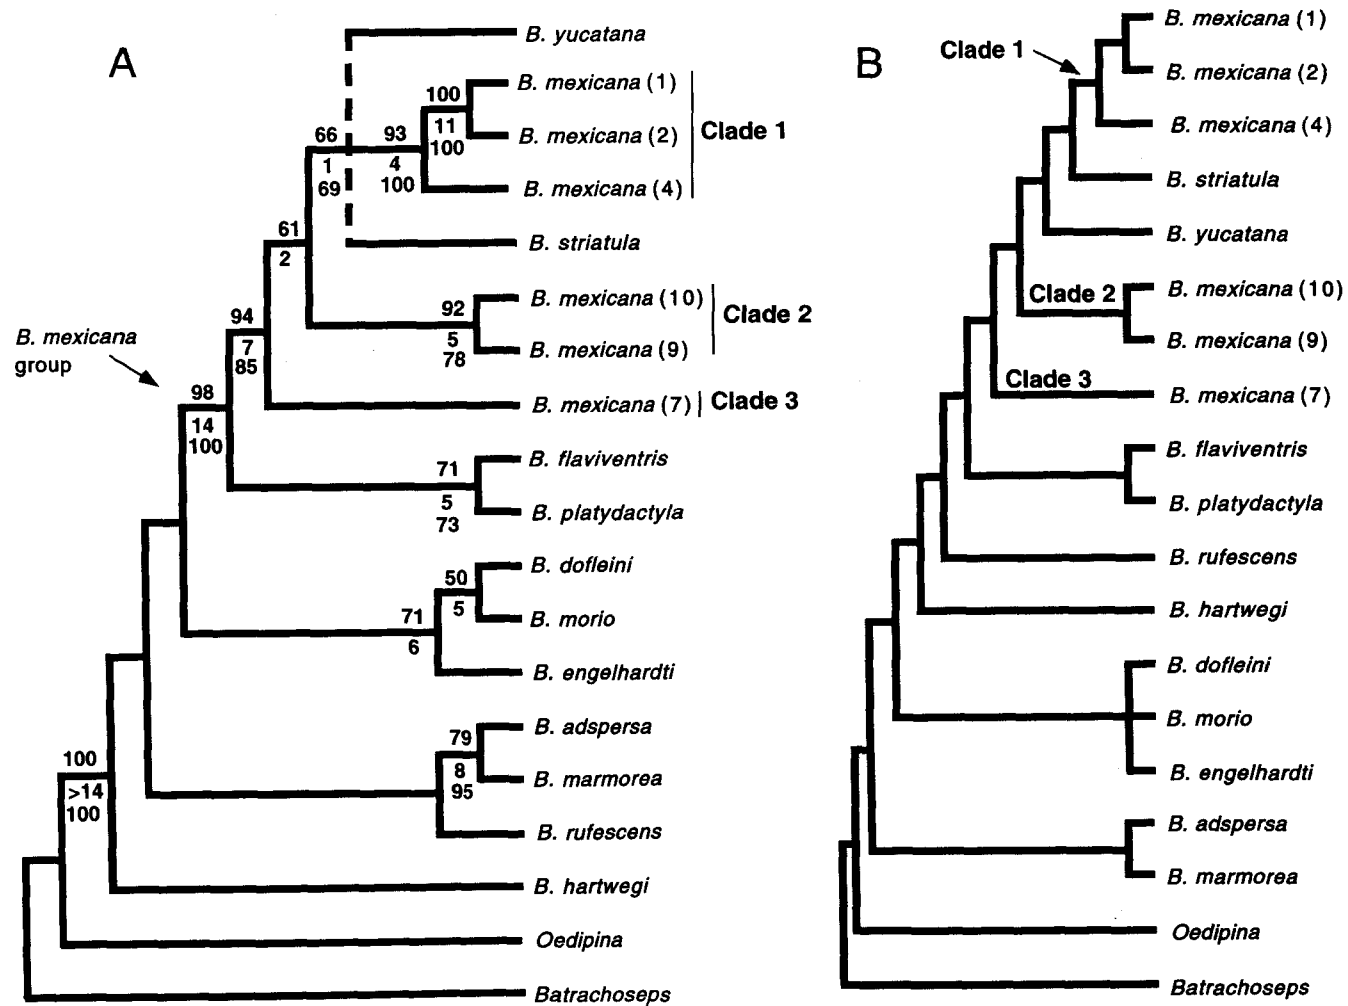 A
B. yucatana
B. mexicana (1)
B. mexicana (2)
B. mexicana (4)
Clade 1
B. striatula
B. mexicana (10)
B. mexicana (9)
Clade 2
B. mexicana (7)
Clade 3
B. flaviventris
B. platydactyla
B. dofleini
B. morio
B. engelhardti
B. adspersa
B. marmorea
B. rufescens
B. hartwegi
Oedipina
Batrachoseps
B. mexicana
group
100
11
100
93
4
100
66
1
69
61
2
92
5
78
94
7
85
98
14
100
71
5
73
50
5
71
6
79
8
95
100
>14
100
B
Clade 1
B. mexicana (1)
B. mexicana (2)
B. mexicana (4)
B. striatula
B. yucatana
Clade 2
B. mexicana (10)
B. mexicana (9)
Clade 3
B. mexicana (7)
B. flaviventris
B. platydactyla
B. rufescens
B. hartwegi
B. dofleini
B. morio
B. engelhardti
B. adspersa
B. marmorea
Oedipina
Batrachoseps